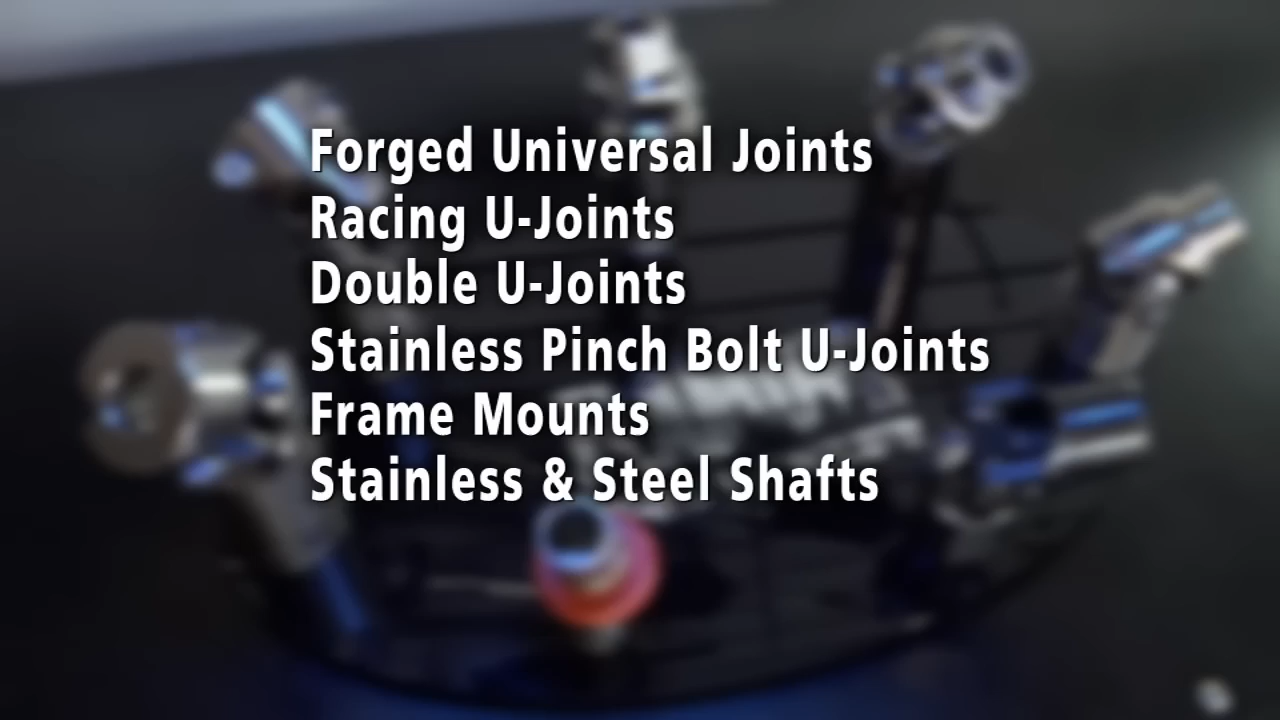 Forged Universal Joints
Racing U-Joints
Double U-Joints
Stainless Pinch Bolt U-Joints
Frame Mounts
Stainless & Steel Shafts